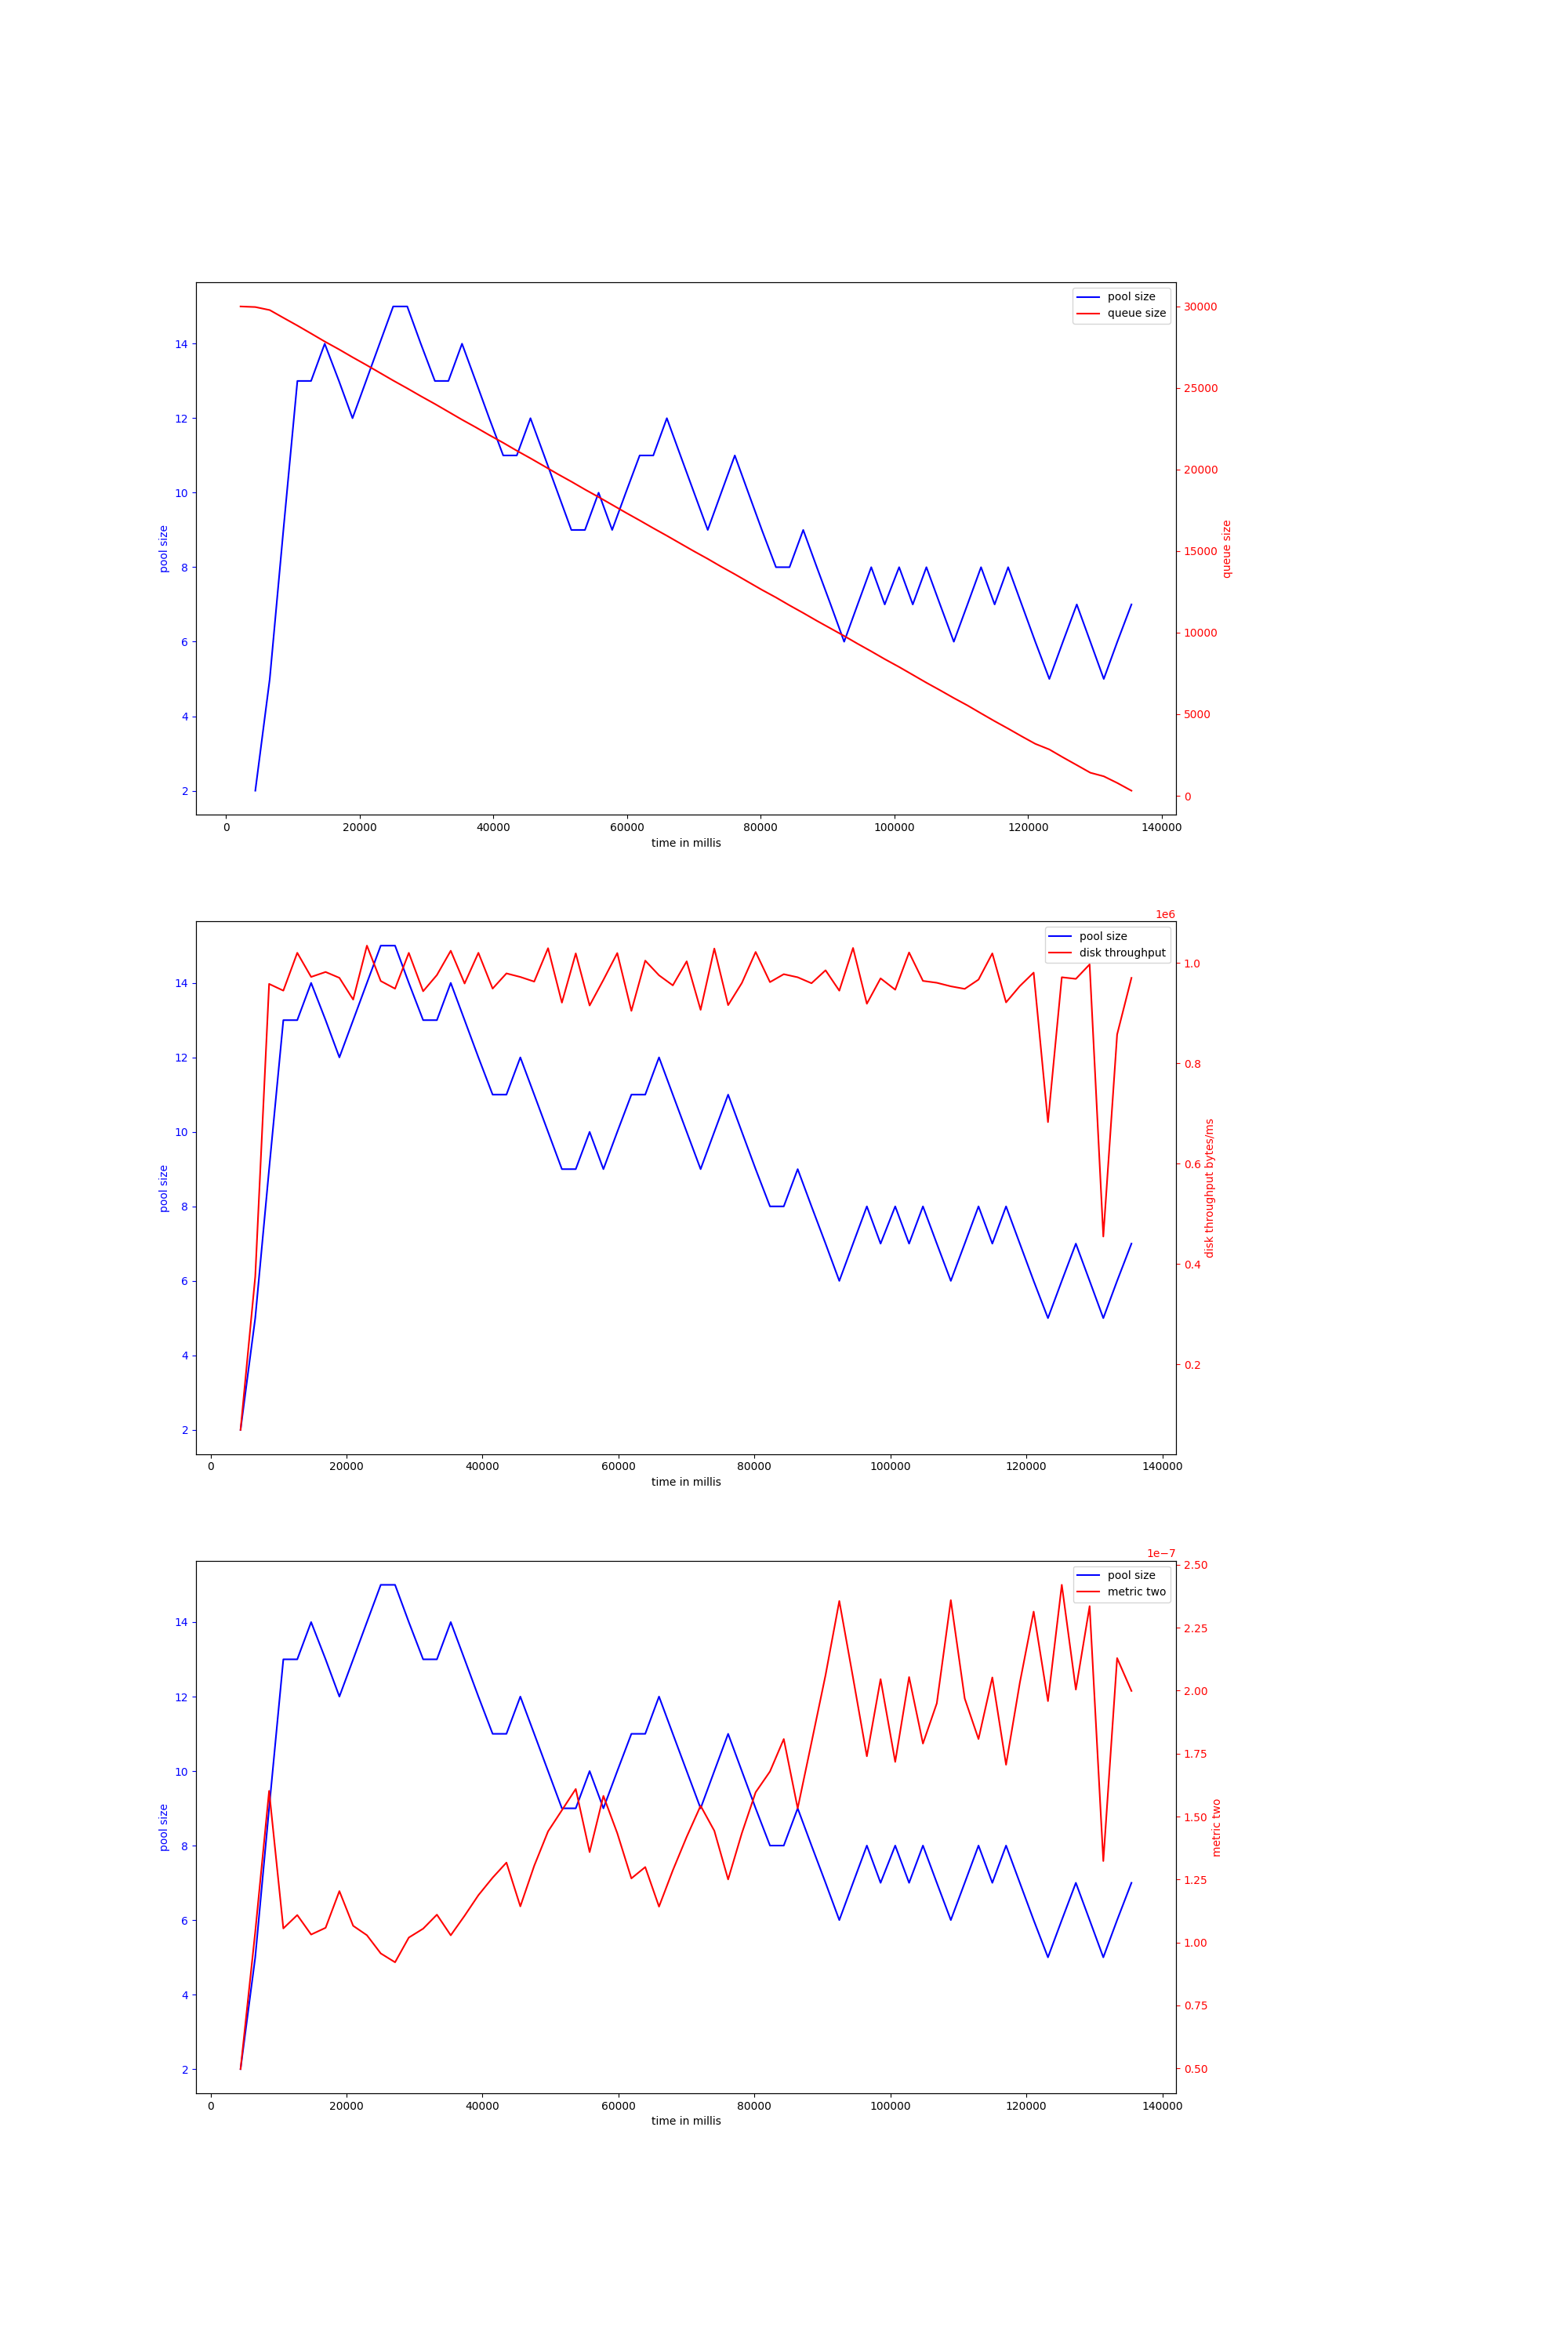 pool size
queue size
14
12
10
8
6
4
2
pool size
30000
25000
20000
15000
10000
5000
0
queue size
0 20000 40000 60000 80000 100000 120000 140000
time in millis
1e6
pool size
disk throughput
14
12
10
8
6
4
2
pool size
1.0
0.8
0.6
0.4
0.2
disk throughput bytes/ms
0 20000 40000 60000 80000 100000 120000 140000
time in millis
1e−7
pool size
metric two
14
12
10
8
6
4
2
pool size
2.50
2.25
2.00
1.75
1.50
1.25
1.00
0.75
0.50
metric two
0 20000 40000 60000 80000 100000 120000 140000
time in millis